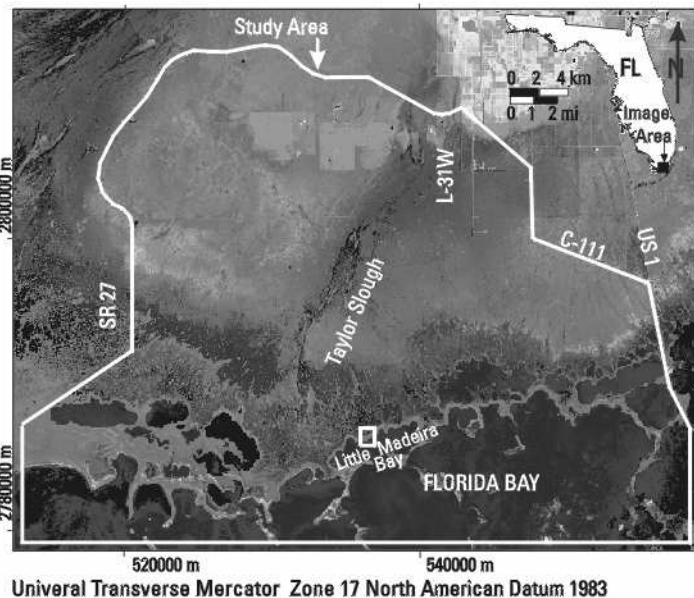 Study Area
FL
N
0 2 4 km
0 1 2 mi
Image
Area
2800000 m
L-31W
C-111
US 1
SR 27
Taylor Slough
Little Madeira
Bay
FLORIDA BAY
2780000 m
520000 m
540000 m
Univeral Transverse Mercator Zone 17 North American Datum 1983